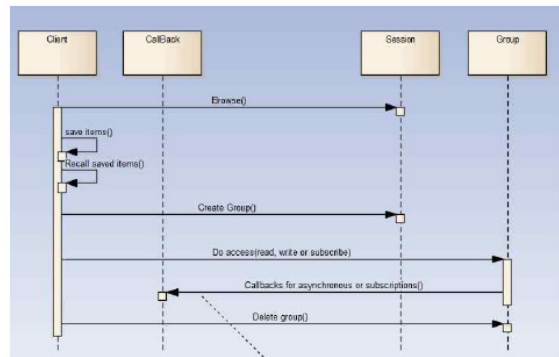 Client
CallBack
Session
Group
Browse()
save items()
Recall saved items()
Create Group()
Do access(read, write or subscribe)
Callbacks for asynchronous or subscriptions()
Delete group()